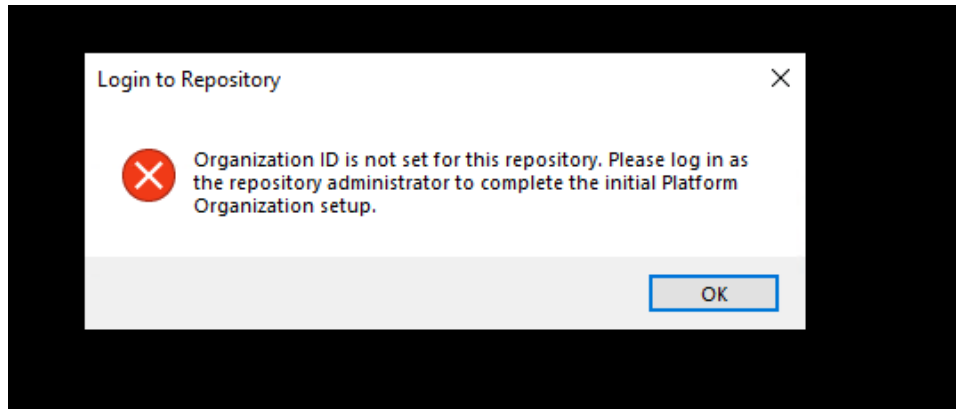 Login to Repository
Organization ID is not set for this repository. Please log in as
the repository administrator to complete the initial Platform
Organization setup.
OK